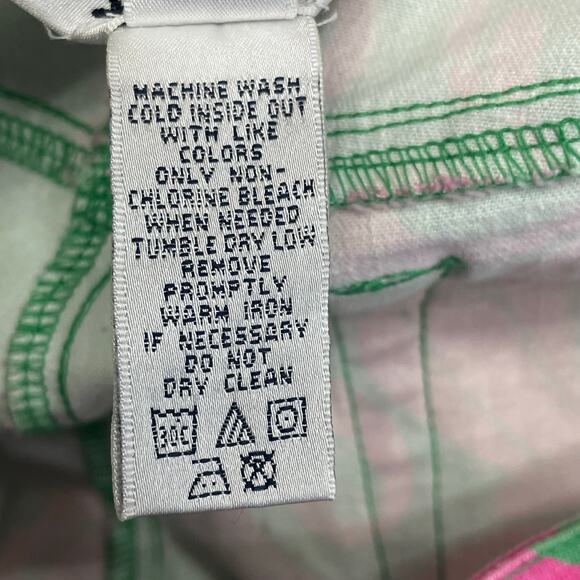 MACHINE WASH
COLD INSIDE OUT
WITH LIKE
COLORS
ONLY NON-
CHLORINE BLEACH
WHEN NEEDED
TUMBLE DRY LOW
REMOVE
PROMPTLY
WARM IRON
IF NECESSARY
DO NOT
DRY CLEAN
30C